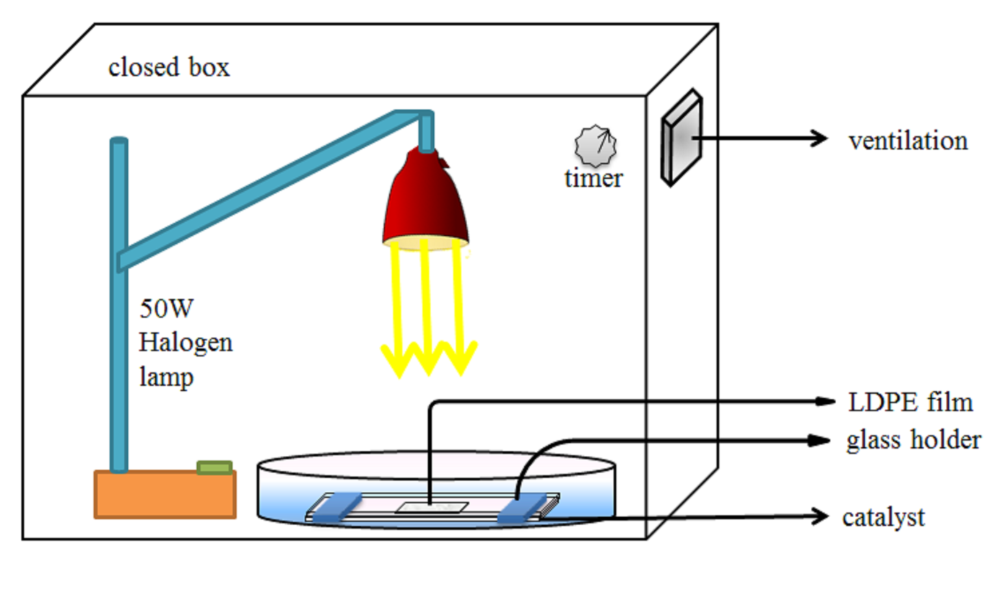 closed box
ventilation
timer
50W
Halogen
lamp
LDPE film
glass holder
catalyst